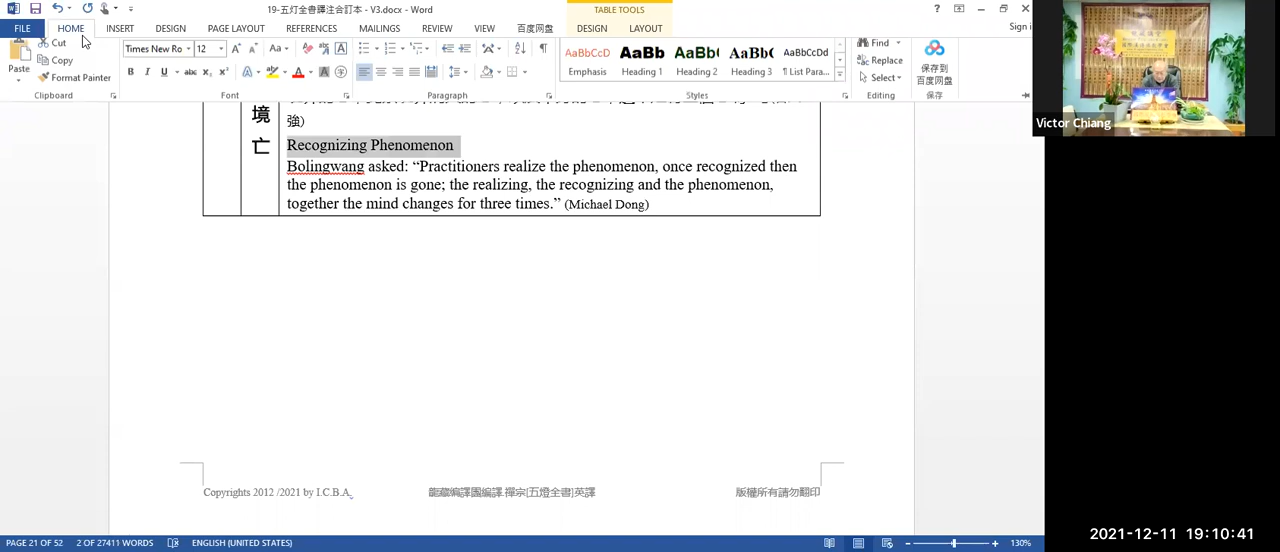 19-五灯全書譯注合訂本 - V3.docx - Word
TABLE TOOLS
FILE
HOME
INSERT
DESIGN
PAGE LAYOUT
REFERENCES
MAILINGS
REVIEW
VIEW
百度网盘
DESIGN
LAYOUT
Sign i
Paste
Cut
Copy
Format Painter
Clipboard
Times New Ro
12
Font
Paragraph
AaBbCcD
Emphasis
AaBb
Heading 1
AaBb(
Heading 2
AaBb(
Heading 3
AaBbCcDd
¶ List Para...
Styles
Find
Replace
Select
Editing
保存到
百度网盘
保存
境
亡
強)
Recognizing Phenomenon
Bolingwang asked: “Practitioners realize the phenomenon, once recognized then
the phenomenon is gone; the realizing, the recognizing and the phenomenon,
together the mind changes for three times.” (Michael Dong)
Copyrights 2012 /2021 by I.C.B.A.
龍藏編譯團編譯.禪宗[五燈全書]英譯
版權所有請勿翻印
PAGE 21 OF 52
2 OF 27411 WORDS
ENGLISH (UNITED STATES)
130%
Victor Chiang
2021-12-11 19:10:41